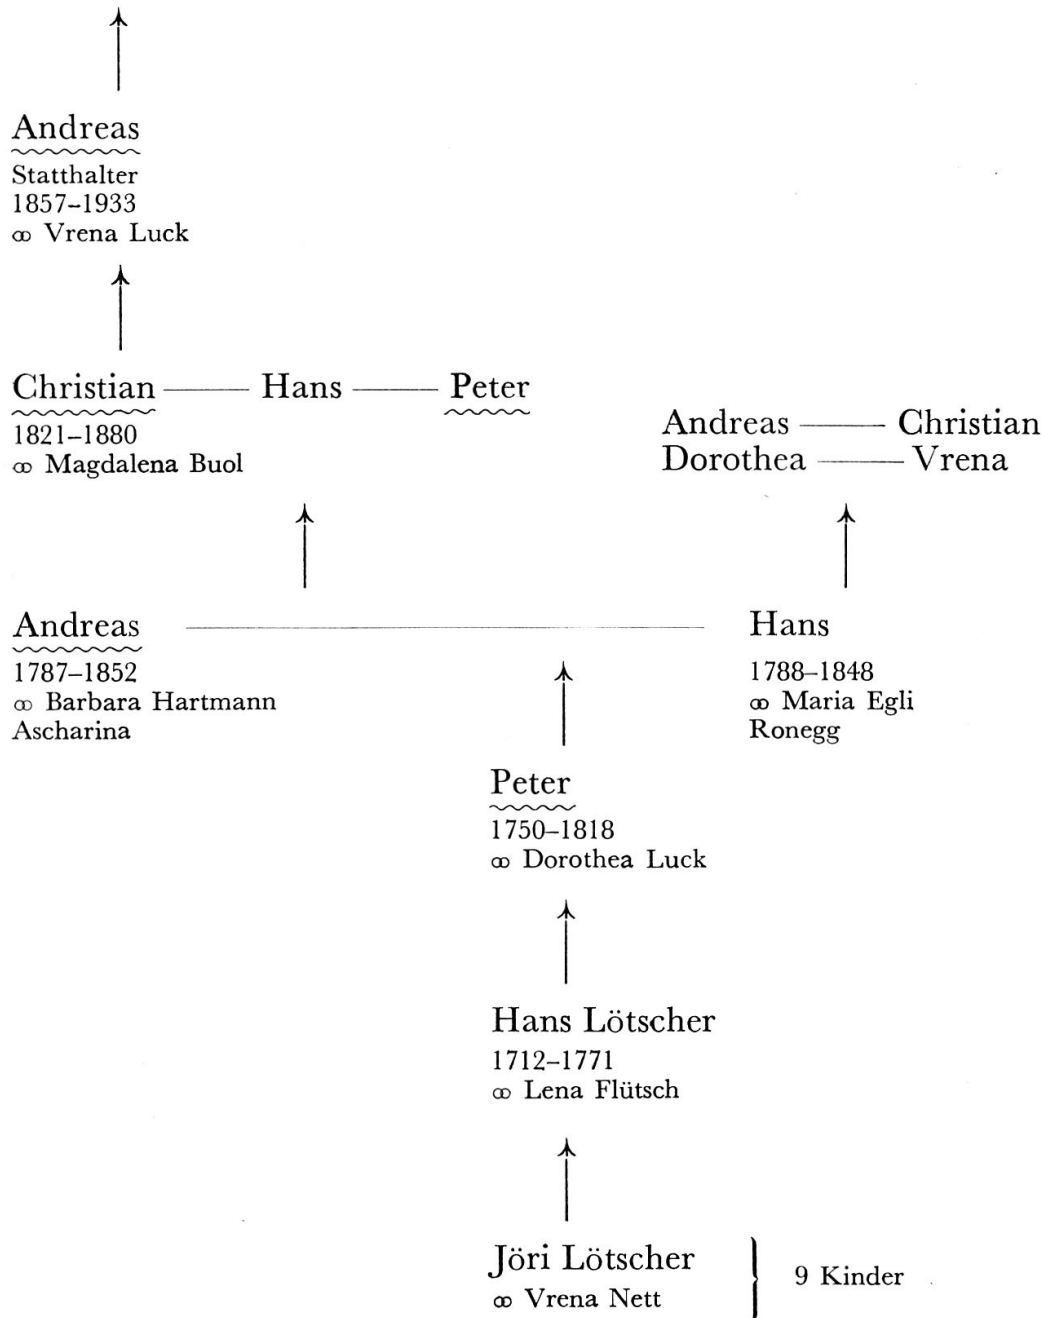 Andreas
Statthalter
1857–1933
⚭ Vrena Luck
Christian — Hans — Peter
1821–1880
⚭ Magdalena Buol
Andreas — Christian
Dorothea — Vrena
Andreas — Hans
1787–1852
⚭ Barbara Hartmann
Ascharina
1788–1848
⚭ Maria Egli
Ronegg
Peter
1750–1818
⚭ Dorothea Luck
Hans Lötscher
1712–1771
⚭ Lena Flütsch
Jöri Lötscher
⚭ Vrena Nett
9 Kinder